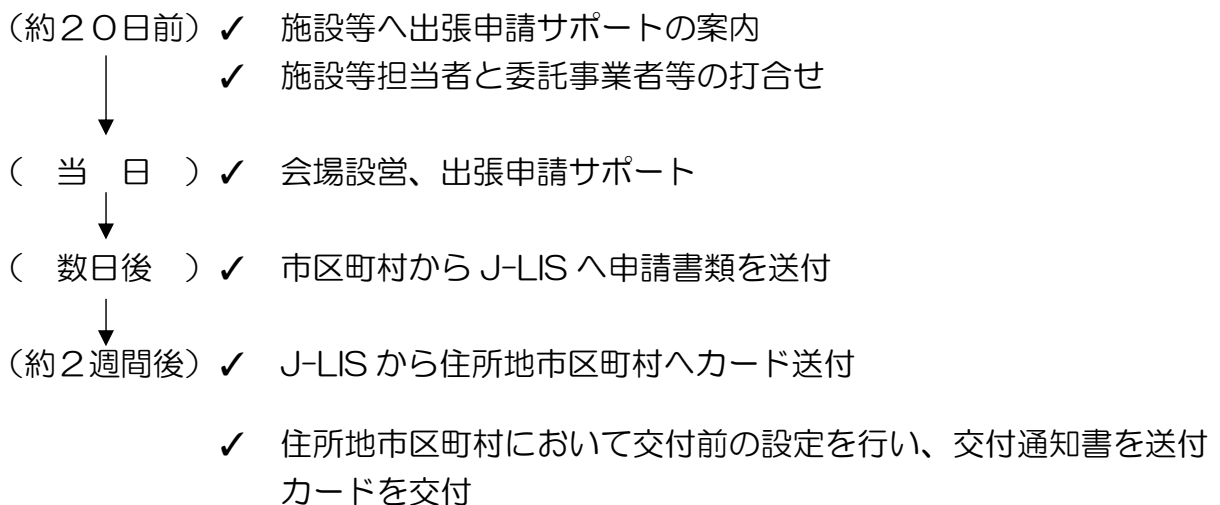 （約２０日前）✓ 施設等へ出張申請サポートの案内
✓ 施設等担当者と委託事業者等の打合せ
（　当　日　）✓ 会場設営、出張申請サポート
（　数日後　）✓ 市区町村から J-LIS へ申請書類を送付
（約２週間後）✓ J-LIS から住所地市区町村へカード送付
✓ 住所地市区町村において交付前の設定を行い、交付通知書を送付
カードを交付